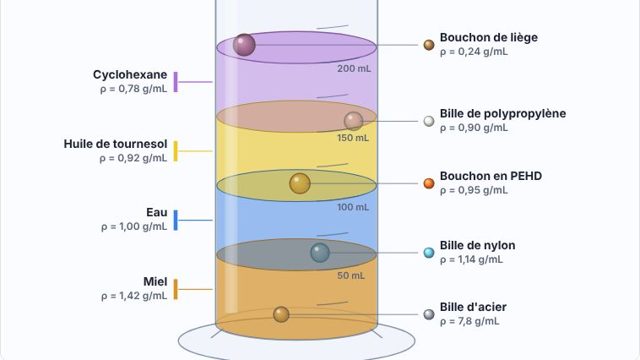 Cyclohexane
ρ = 0,78 g/mL
Huile de tournesol
ρ = 0,92 g/mL
Eau
ρ = 1,00 g/mL
Miel
ρ = 1,42 g/mL
200 mL
150 mL
100 mL
50 mL
Bouchon de liège
ρ = 0,24 g/mL
Bille de polypropylène
ρ = 0,90 g/mL
Bouchon en PEHD
ρ = 0,95 g/mL
Bille de nylon
ρ = 1,14 g/mL
Bille d'acier
ρ = 7,8 g/mL